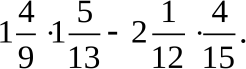 1 4/9 · 1 5/13 - 2 1/12 · 4/15.